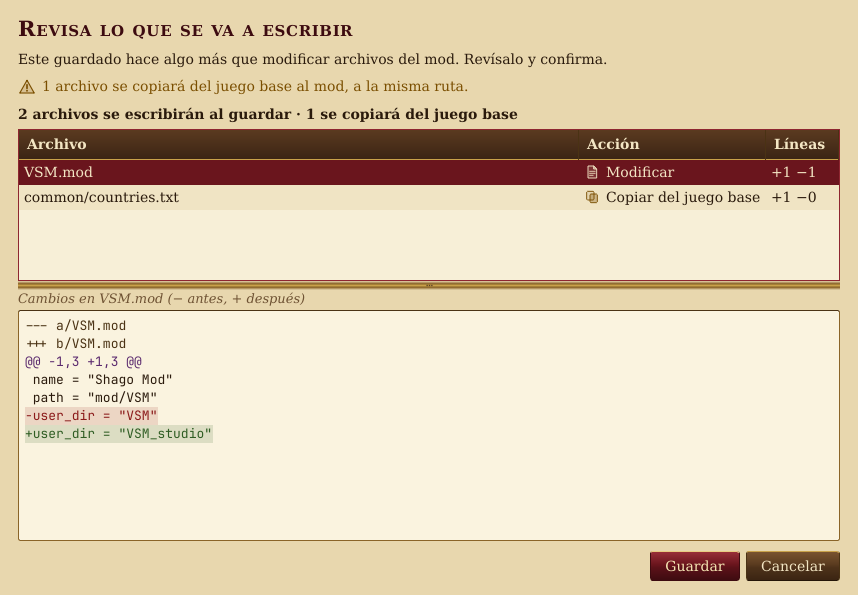 Revisa lo que se va a escribir
Este guardado hace algo más que modificar archivos del mod. Revísalo y confirma.
1 archivo se copiará del juego base al mod, a la misma ruta.
2 archivos se escribirán al guardar · 1 se copiará del juego base
Archivo Acción Líneas
VSM.mod Modificar +1 −1
common/countries.txt Copiar del juego base +1 −0
Cambios en VSM.mod (− antes, + después)
--- a/VSM.mod
+++ b/VSM.mod
@@ -1,3 +1,3 @@
name = "Shago Mod"
path = "mod/VSM"
-user_dir = "VSM"
+user_dir = "VSM_studio"
Guardar Cancelar